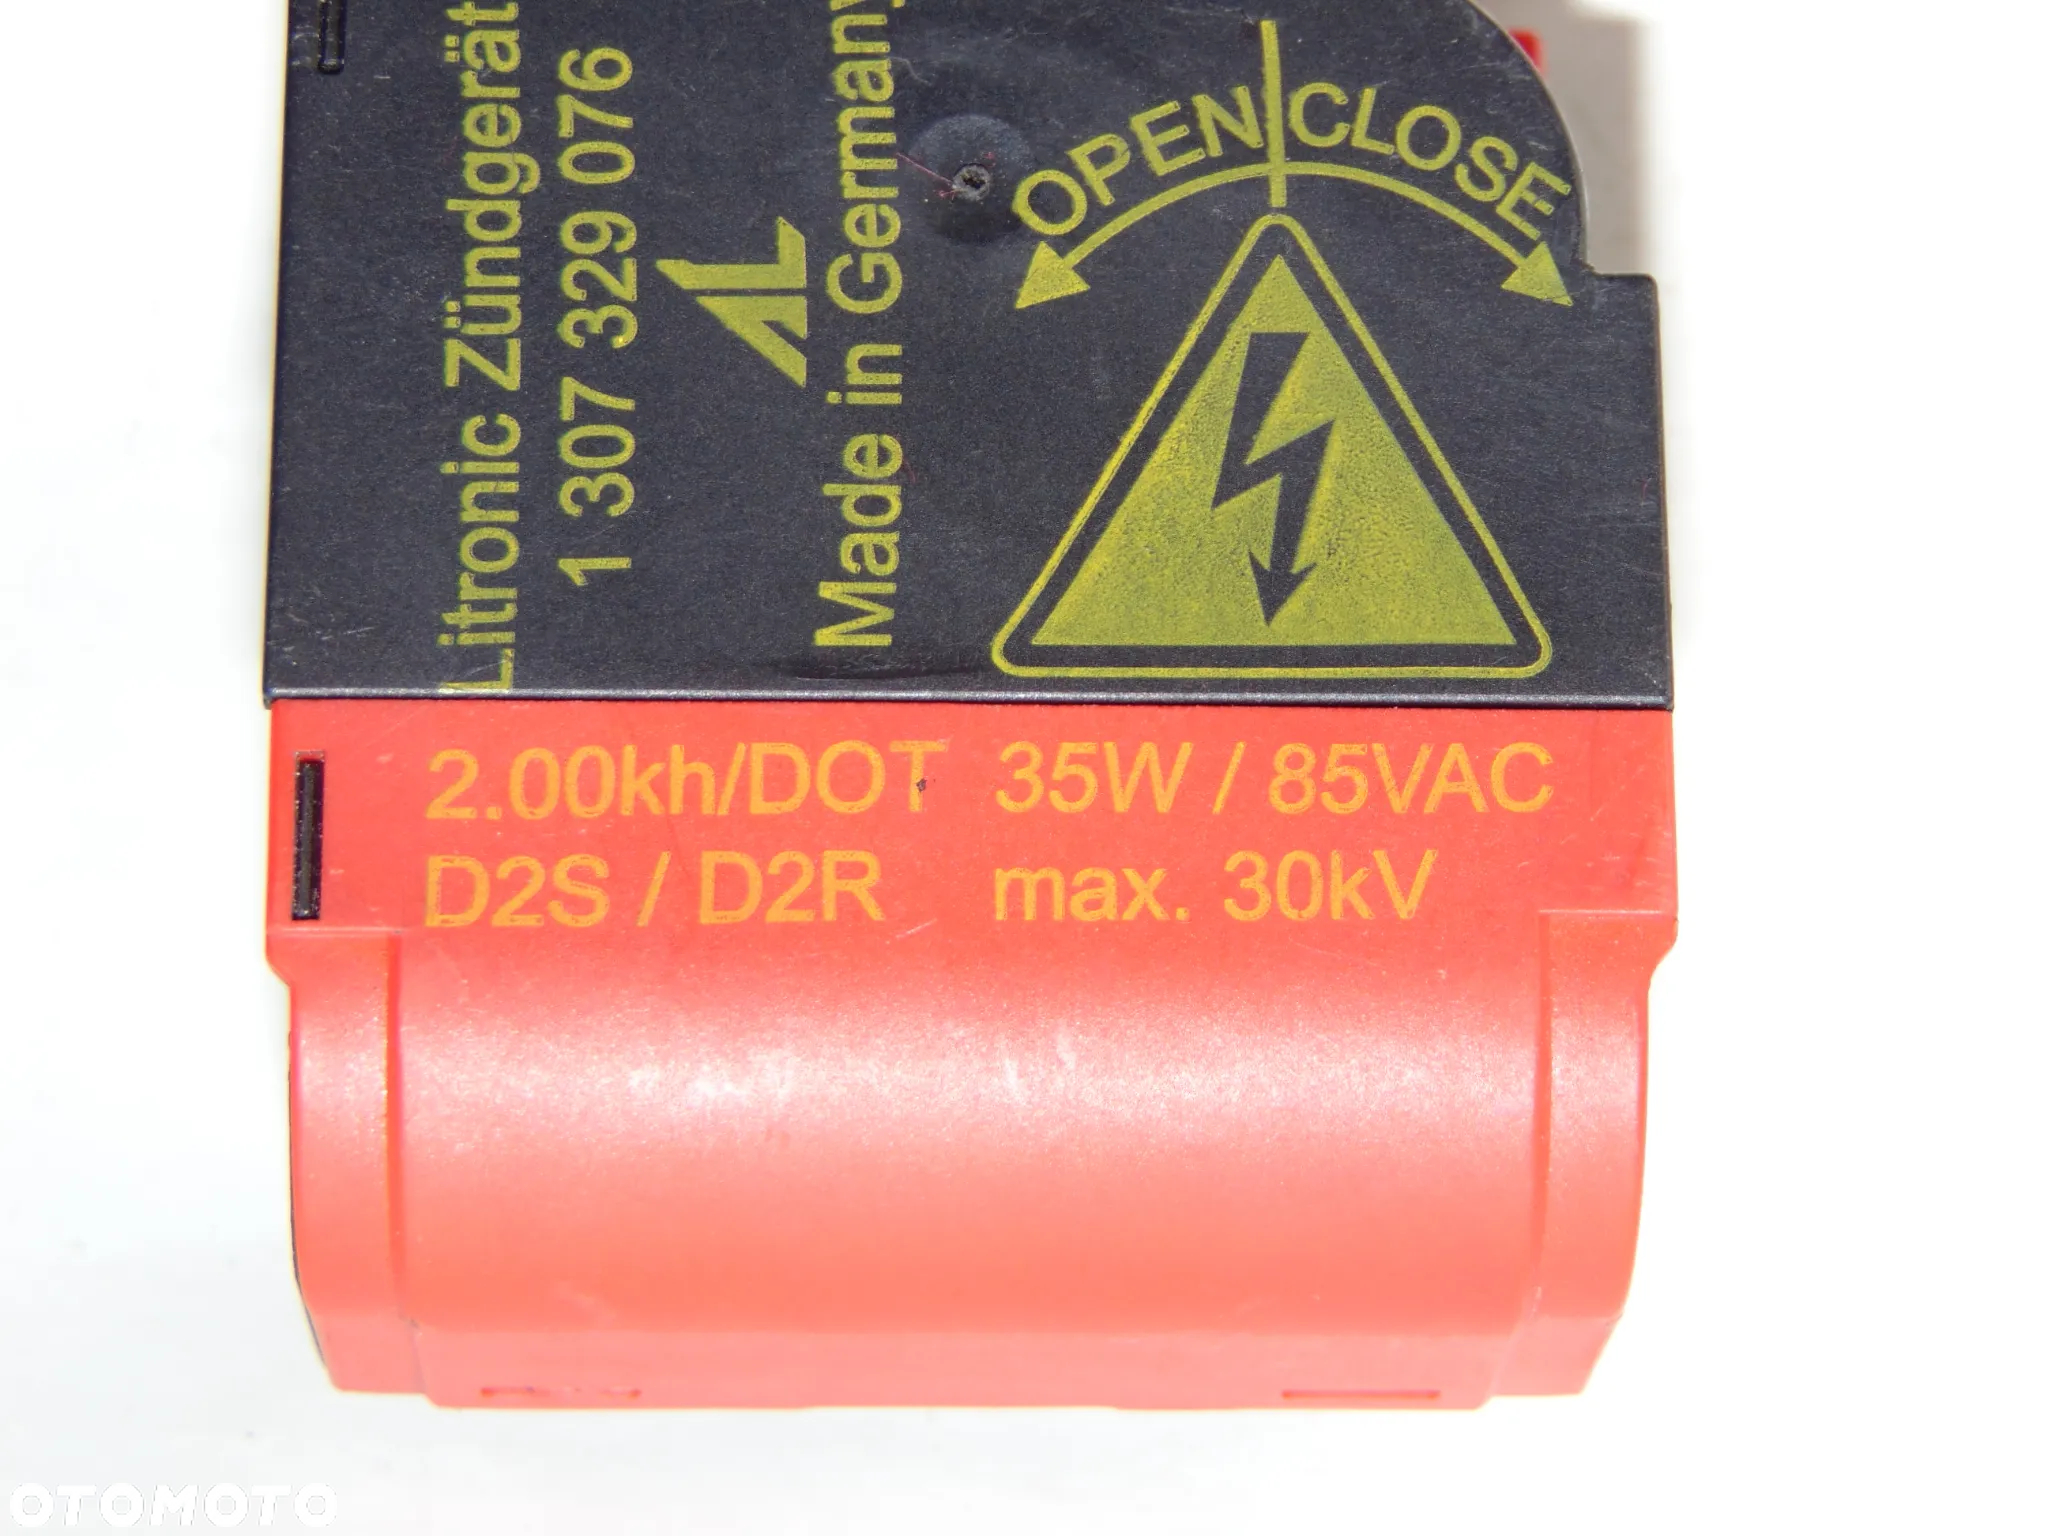 Litronic Zündgerät
1 307 329 076
AL
Made in Germany
OPEN CLOSE
2.00kh/DOT 35W / 85VAC
D2S / D2R max. 30kV
OTOMOTO